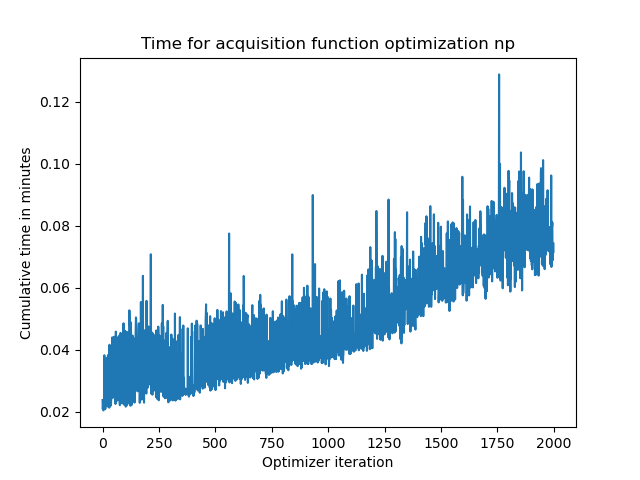 Time for acquisition function optimization np
Cumulative time in minutes
0.12
0.10
0.08
0.06
0.04
0.02
0 250 500 750 1000 1250 1500 1750 2000
Optimizer iteration